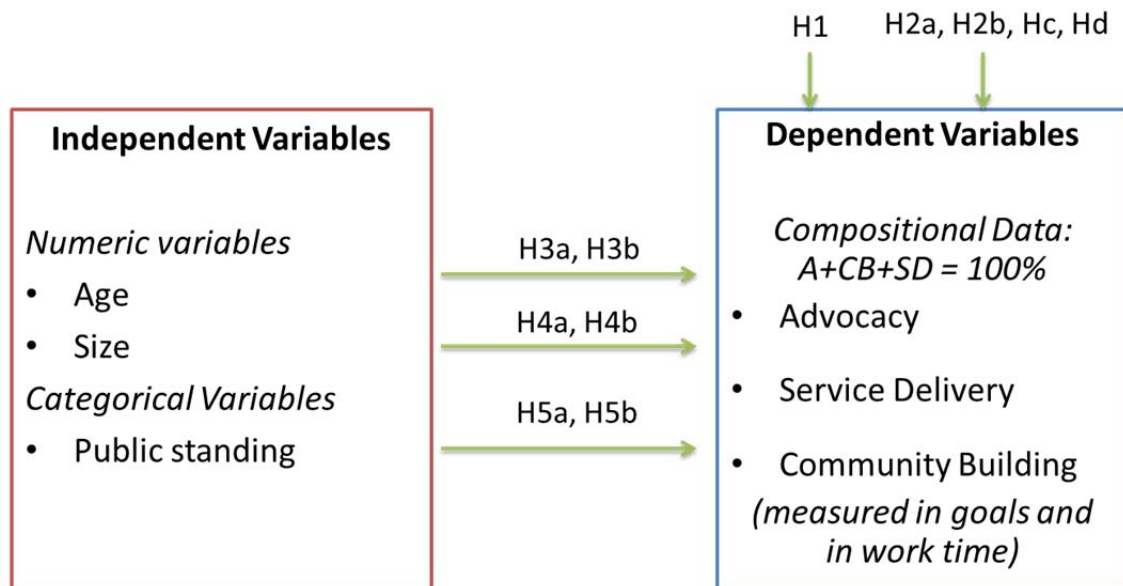 H1
H2a, H2b, Hc, Hd
Independent Variables
Numeric variables
• Age
• Size
Categorical Variables
• Public standing
H3a, H3b
H4a, H4b
H5a, H5b
Dependent Variables
Compositional Data:
A+CB+SD = 100%
• Advocacy
• Service Delivery
• Community Building
(measured in goals and
in work time)